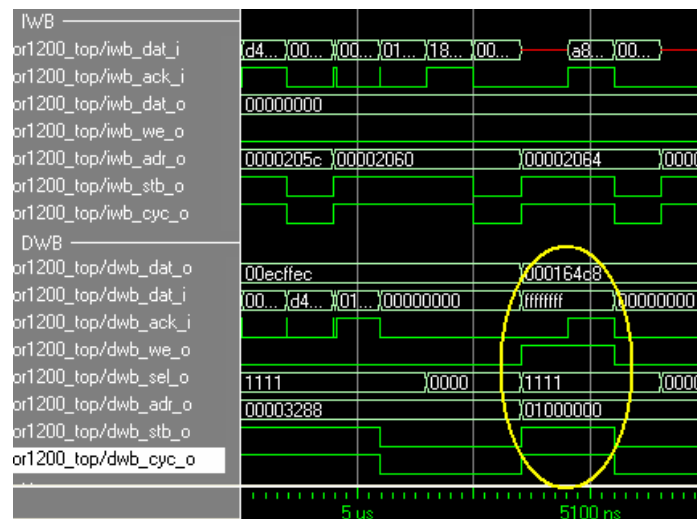 IWB
or1200_top/iwb_dat_i d4... 00... 00... 01... 18... 00... a8... 00...
or1200_top/iwb_ack_i
or1200_top/iwb_dat_o 00000000
or1200_top/iwb_we_o
or1200_top/iwb_adr_o 0000205c 00002060 00002064 0000
or1200_top/iwb_stb_o
or1200_top/iwb_cyc_o
DWB
or1200_top/dwb_dat_o 00ecffec 000164c8
or1200_top/dwb_dat_i 00... d4... 01... 00000000 ffffffff 00000000
or1200_top/dwb_ack_i
or1200_top/dwb_we_o
or1200_top/dwb_sel_o 1111 0000 1111 0000
or1200_top/dwb_adr_o 00003288 01000000
or1200_top/dwb_stb_o
or1200_top/dwb_cyc_o
5 us 5100 ns